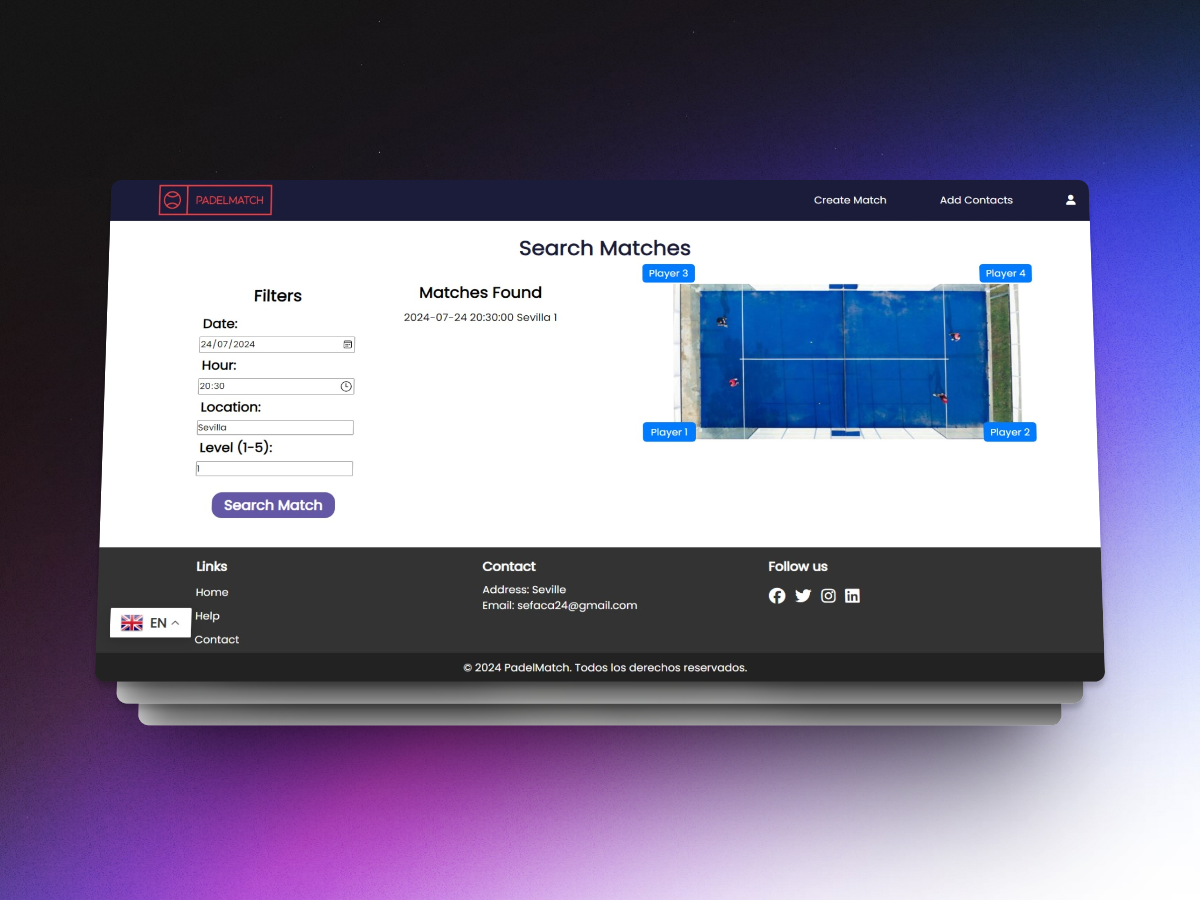 PADELMATCH
Create Match
Add Contacts
Search Matches
Filters
Date:
24/07/2024
Hour:
20:30
Location:
Sevilla
Level (1-5):
1
Search Match
Matches Found
2024-07-24 20:30:00 Sevilla 1
Player 3
Player 4
Player 1
Player 2
Links
Home
Help
Contact
EN
Contact
Address: Seville
Email: sefaca24@gmail.com
Follow us
© 2024 PadelMatch. Todos los derechos reservados.